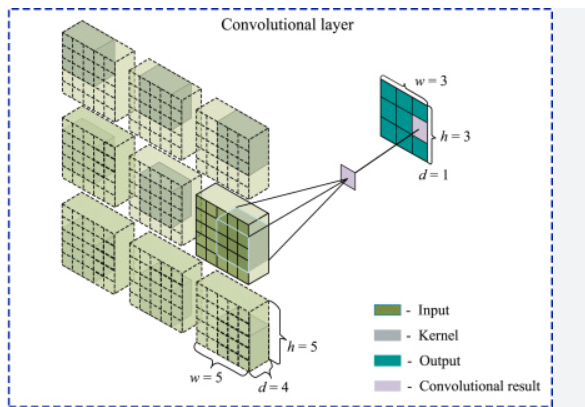 Convolutional layer
w = 3
h = 3
d = 1
- Input
- Kernel
- Output
- Convolutional result
h = 5
w = 5
d = 4